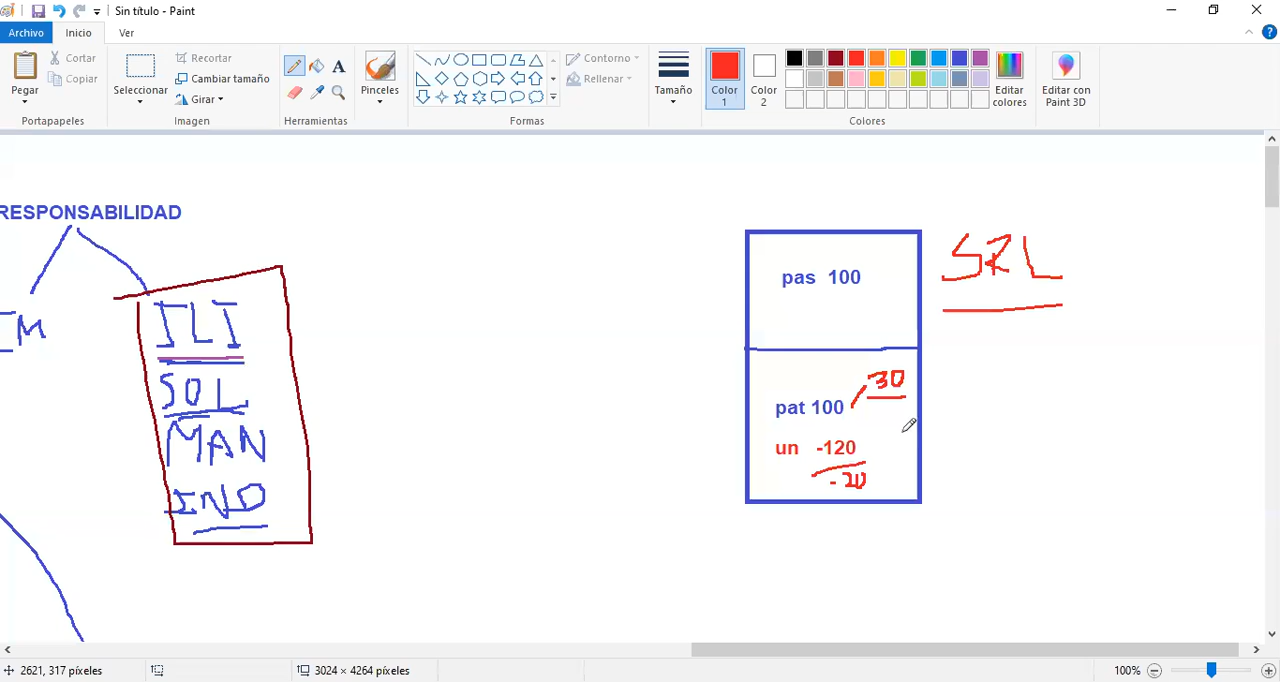 Sin título - Paint
Archivo
Inicio
Ver
Pegar
Cortar
Copiar
Portapapeles
Seleccionar
Recortar
Cambiar tamaño
Girar
Imagen
A
Herramientas
Pinceles
Contorno
Rellenar
Formas
Tamaño
Color
1
Color
2
Colores
Editar
colores
Editar con
Paint 3D
RESPONSABILIDAD
IM
ILI
SOL
MAN
IND
pas 100
SRL
30
pat 100
un -120
-20
2621, 317 píxeles
3024 × 4264 píxeles
100%